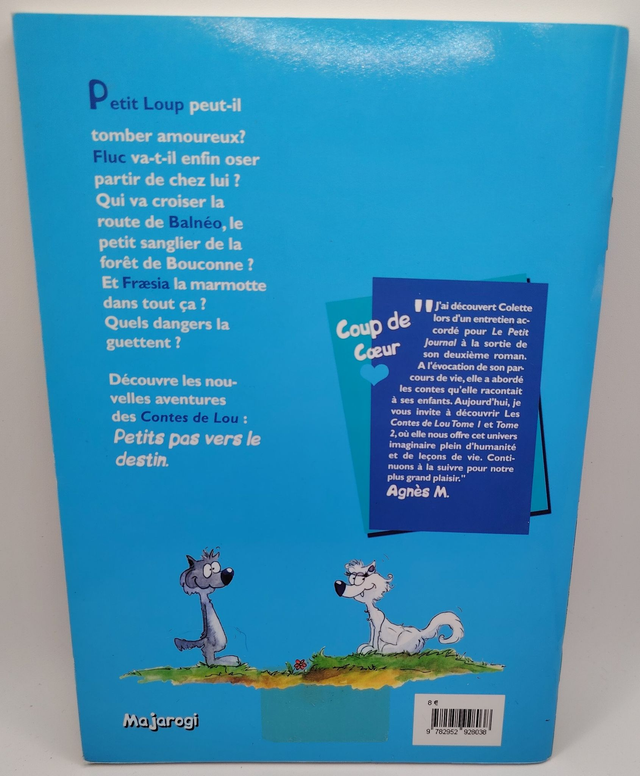 Petit Loup peut-il
tomber amoureux?
Fluc va-t-il enfin oser
partir de chez lui ?
Qui va croiser la
route de Balnéo, le
petit sanglier de la
forêt de Bouconne ?
Et Fræsia la marmotte
dans tout ça ?
Quels dangers la
guettent ?
Découvre les nou-
velles aventures
des Contes de Lou :
Petits pas vers le
destin.
Coup de
Cœur
"J'ai découvert Colette
lors d'un entretien ac-
cordé pour Le Petit
Journal à la sortie de
son deuxième roman.
A l'évocation de son par-
cours de vie, elle a abordé
les contes qu'elle racontait
à ses enfants. Aujourd'hui, je
vous invite à découvrir Les
Contes de Lou Tome 1 et Tome
2, où elle nous offre cet univers
imaginaire plein d'humanité
et de leçons de vie. Conti-
nuons à la suivre pour notre
plus grand plaisir."
Agnès M.
Majarogi
8 €
9 782952 928038